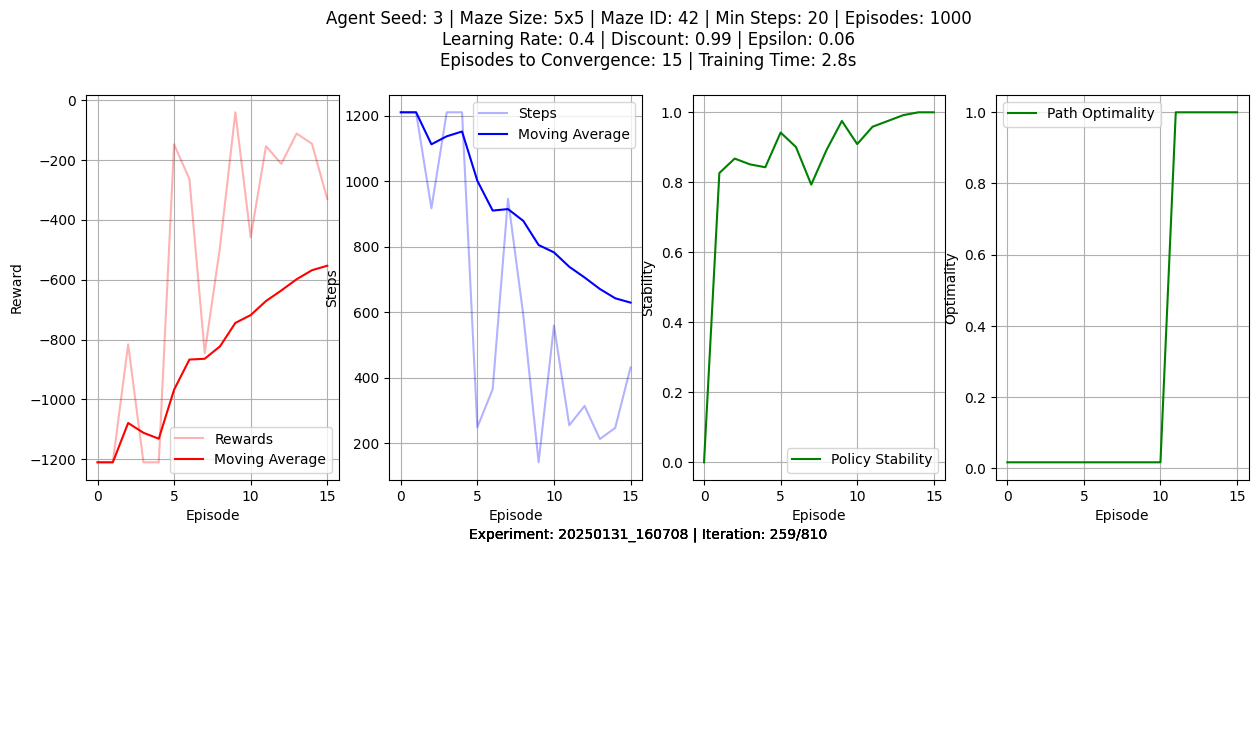 Agent Seed: 3 | Maze Size: 5x5 | Maze ID: 42 | Min Steps: 20 | Episodes: 1000
Learning Rate: 0.4 | Discount: 0.99 | Epsilon: 0.06
Episodes to Convergence: 15 | Training Time: 2.8s
Reward
0
−200
−400
−600
−800
−1000
−1200
Rewards
Moving Average
0 5 10 15
Episode
Steps
1200
1000
800
600
400
200
Steps
Moving Average
0 5 10 15
Episode
Stability
1.0
0.8
0.6
0.4
0.2
0.0
Policy Stability
0 5 10 15
Episode
Optimality
1.0
0.8
0.6
0.4
0.2
0.0
Path Optimality
0 5 10 15
Episode
Experiment: 20250131_160708 | Iteration: 259/810